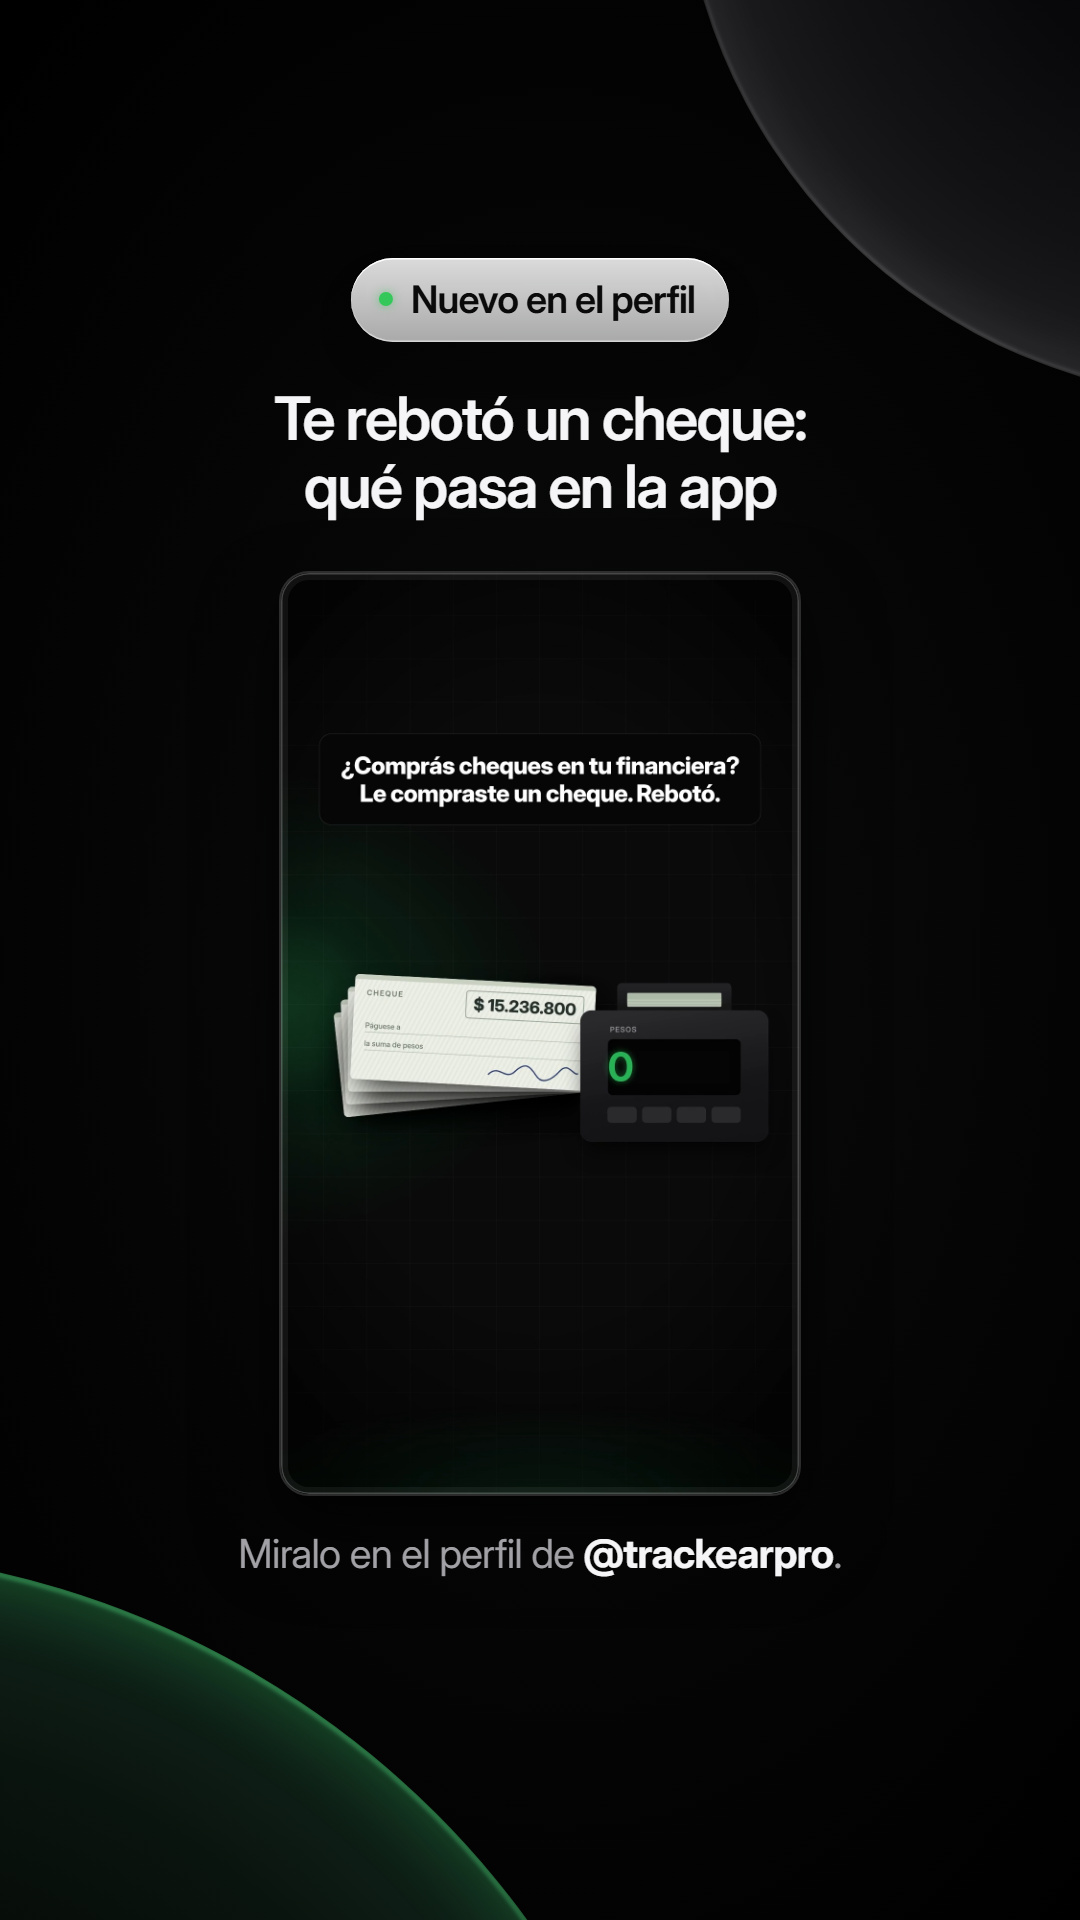 Nuevo en el perfil
Te rebotó un cheque:
qué pasa en la app
¿Comprás cheques en tu financiera?
Le compraste un cheque. Rebotó.
CHEQUE
$ 15.236.800
Páguese a
la suma de pesos
PESOS
0
Miralo en el perfil de @trackearpro.